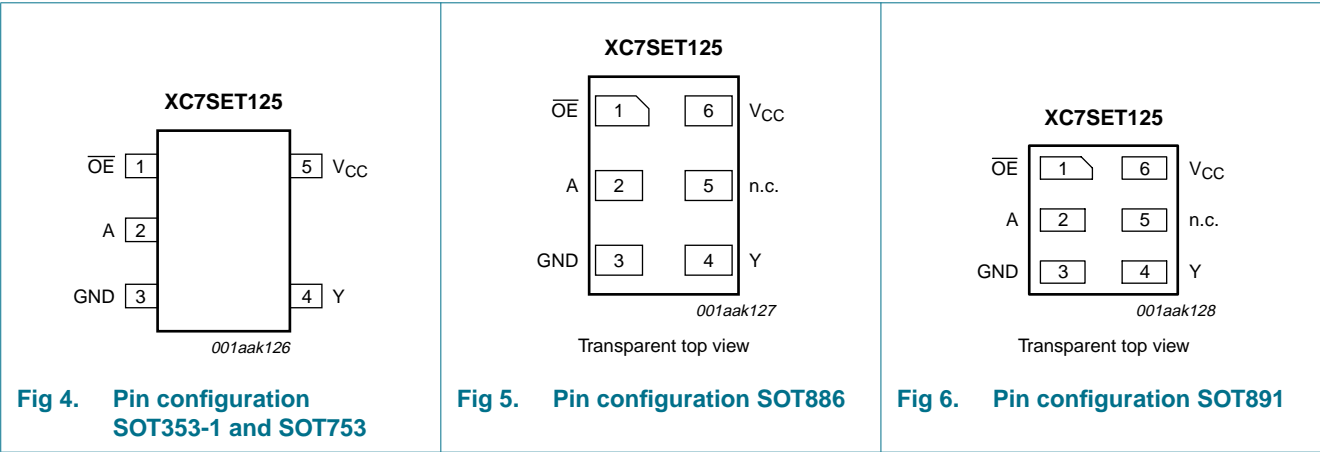 XC7SET125
OE 1
5 VCC
A 2
GND 3
4 Y
001aak126
Fig 4. Pin configuration
SOT353-1 and SOT753
XC7SET125
OE 1 6 VCC
A 2 5 n.c.
GND 3 4 Y
001aak127
Transparent top view
Fig 5. Pin configuration SOT886
XC7SET125
OE 1 6 VCC
A 2 5 n.c.
GND 3 4 Y
001aak128
Transparent top view
Fig 6. Pin configuration SOT891